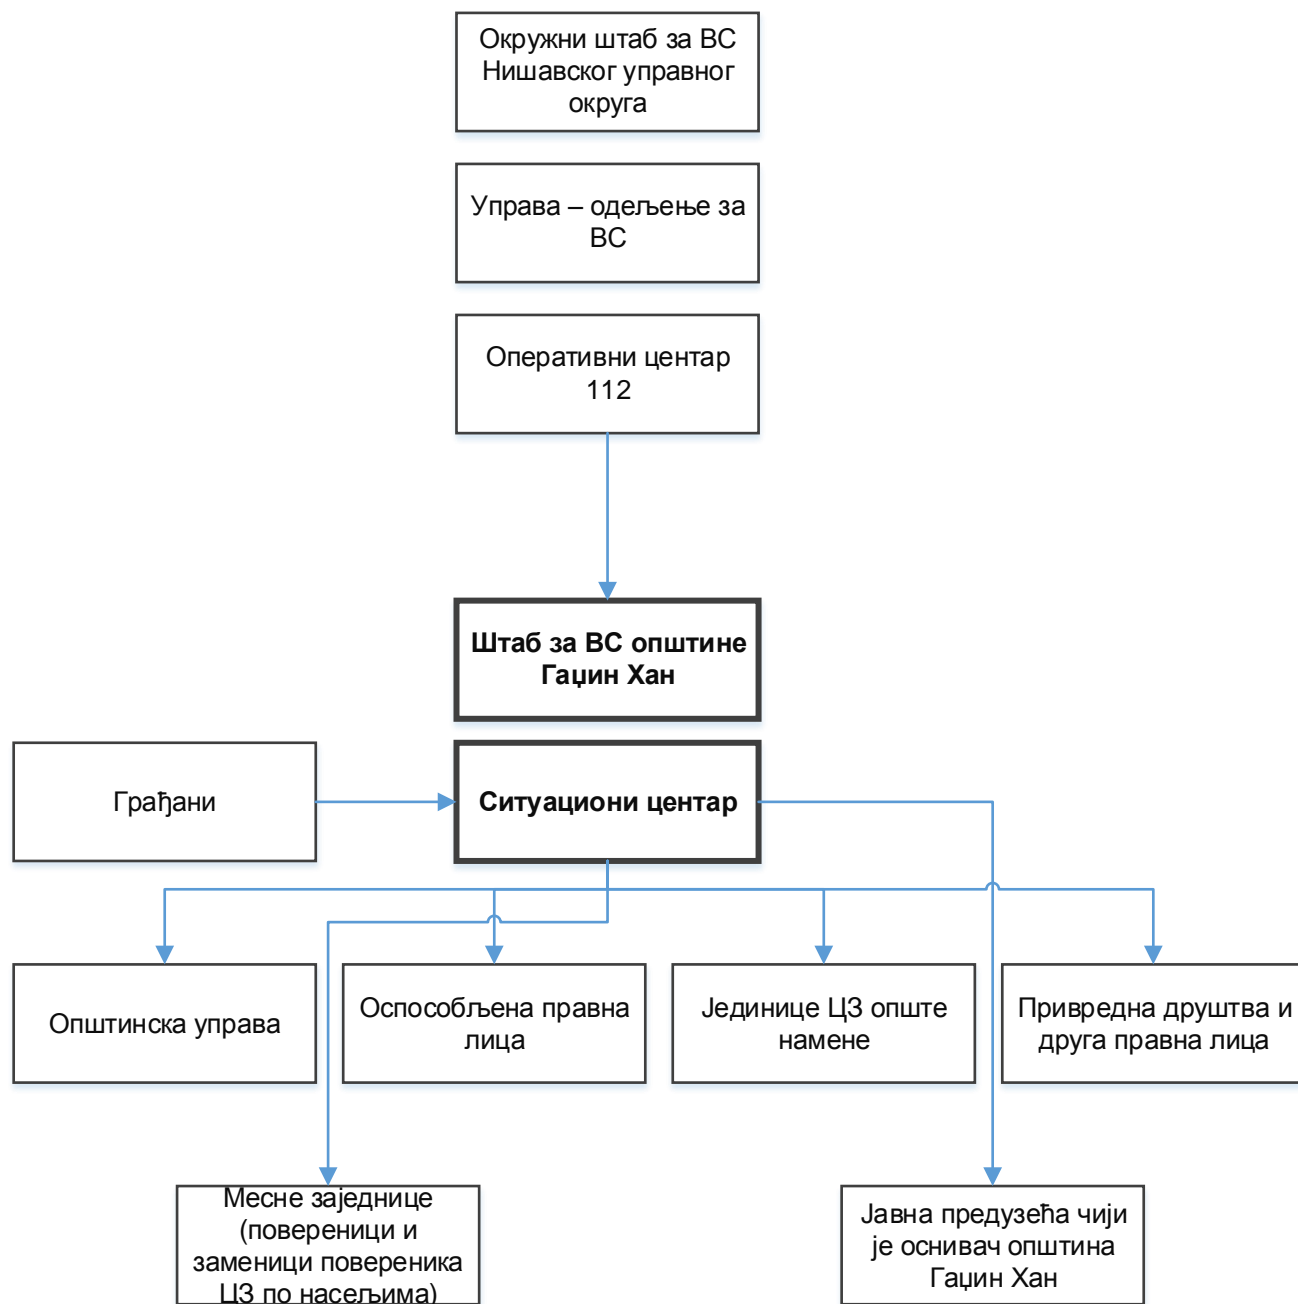 Окружни штаб за ВС
Нишавског управног
округа
Управа – одељење за
ВС
Оперативни центар
112
Штаб за ВС општине
Гаџин Хан
Грађани
Ситуациони центар
Општинска управа
Оспособљена правна
лица
Јединице ЦЗ опште
намене
Привредна друштва и
друга правна лица
Месне заједнице
(повереници и
заменици повереника
ЦЗ по насељима)
Јавна предузећа чији
је оснивач општина
Гаџин Хан